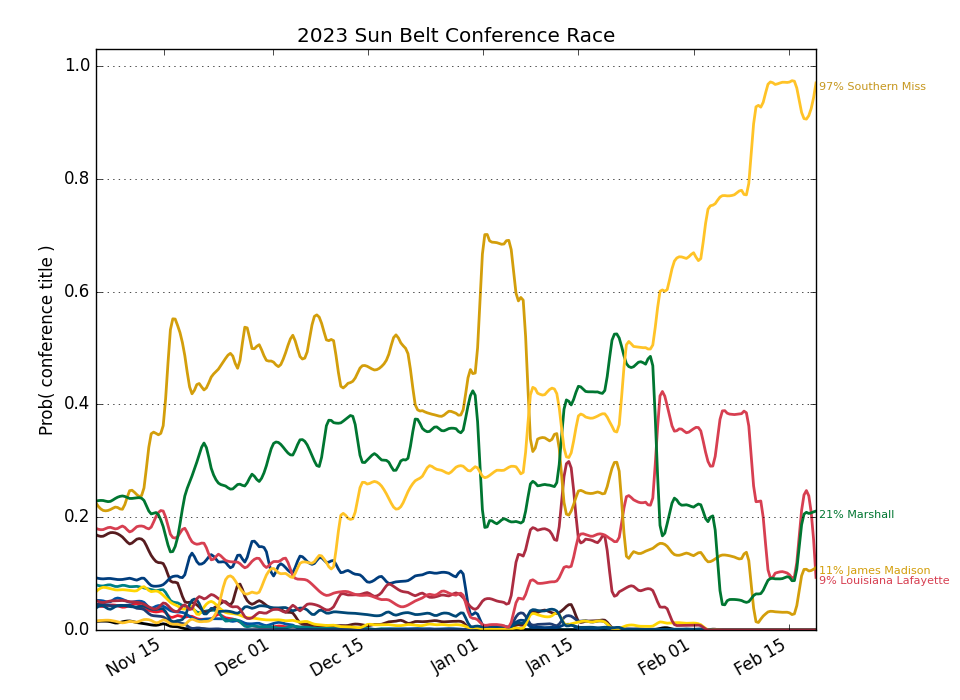 2023 Sun Belt Conference Race
Prob( conference title )
1.0
0.8
0.6
0.4
0.2
0.0
Nov 15
Dec 01
Dec 15
Jan 01
Jan 15
Feb 01
Feb 15
97% Southern Miss
21% Marshall
11% James Madison
9% Louisiana Lafayette